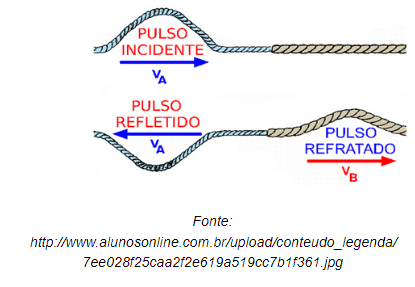 PULSO
INCIDENTE
VA
PULSO
REFLETIDO
VA
PULSO
REFRATADO
VB
Fonte:
http://www.alunosonline.com.br/upload/conteudo_legenda/
7ee028f25caa2f2e619a519cc7b1f361.jpg